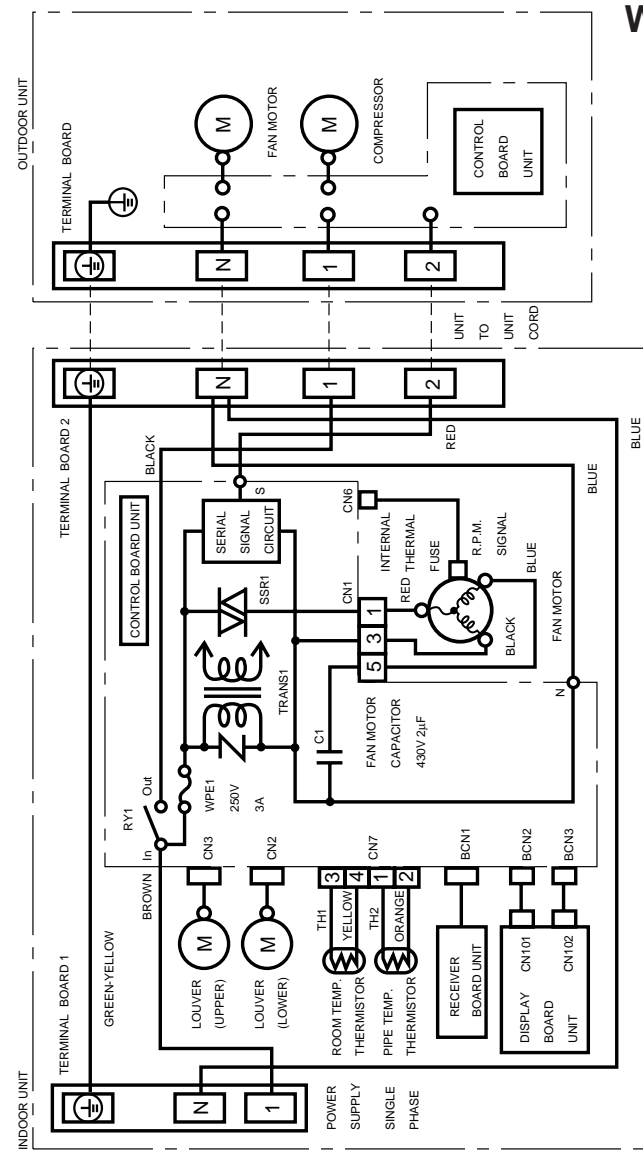 W
INDOOR UNIT
TERMINAL BOARD 1
N
1
POWER
SUPPLY
SINGLE
PHASE
GREEN-YELLOW
BROWN
In
RY1
Out
WPE1
250V
3A
LOUVER
(UPPER)
M
CN3
LOUVER
(LOWER)
M
CN2
ROOM TEMP.
THERMISTOR
TH1
YELLOW
3
4
CN7
PIPE TEMP.
THERMISTOR
TH2
ORANGE
1
2
RECEIVER
BOARD UNIT
BCN1
DISPLAY
BOARD
UNIT
CN101
CN102
BCN2
BCN3
CONTROL BOARD UNIT
TRANS1
SSR1
SERIAL
SIGNAL
CIRCUIT
S
C1
FAN MOTOR
CAPACITOR
430V 2µF
5
3
1
CN1
CN6
INTERNAL
THERMAL
FUSE
R.P.M.
SIGNAL
RED
BLACK
BLUE
FAN MOTOR
N
BLUE
BLUE
BLACK
RED
TERMINAL BOARD 2
N
1
2
UNIT
TO
UNIT
CORD
OUTDOOR UNIT
TERMINAL BOARD
N
1
2
M
FAN MOTOR
M
COMPRESSOR
CONTROL
BOARD
UNIT